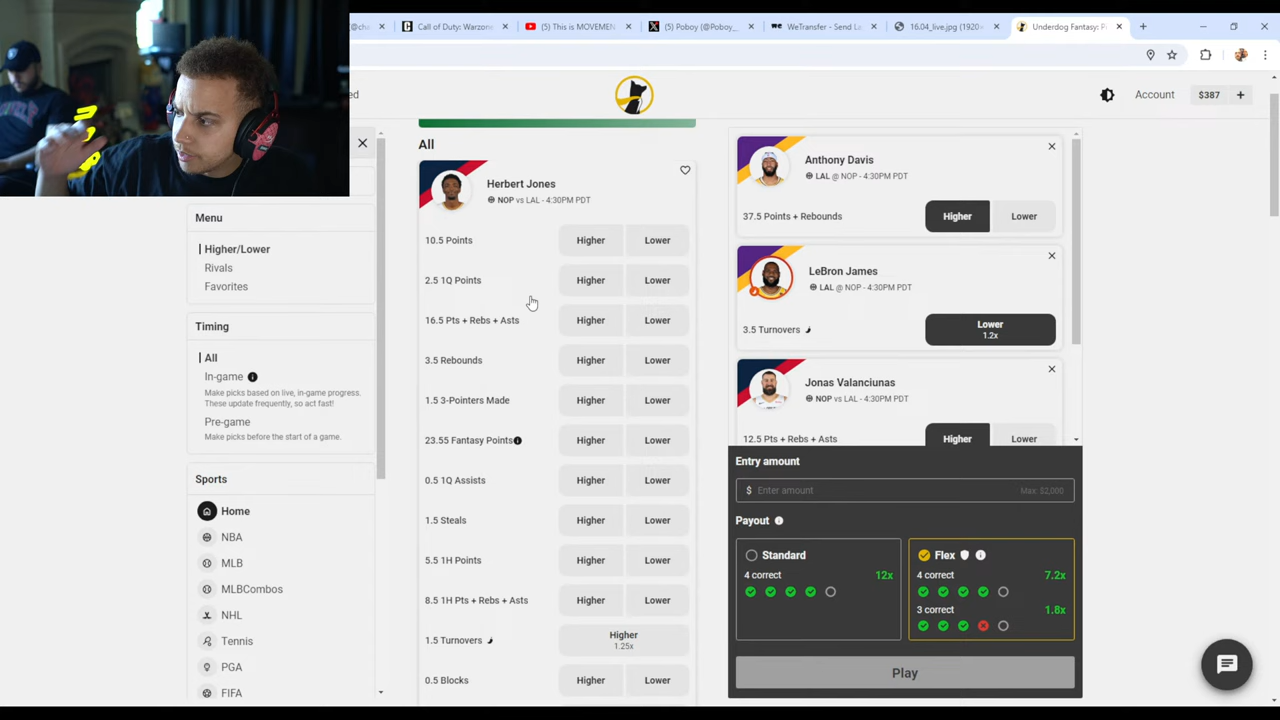 @cha
Call of Duty: Warzone
(5) This is MOVEMEN
(5) Poboy (@Poboy_
WeTransfer - Send La
16.04_live.jpg (1920×
Underdog Fantasy: P
ed
Account
$387
Menu
Higher/Lower
Rivals
Favorites
Timing
All
In-game
Make picks based on live, in-game progress.
These update frequently, so act fast!
Pre-game
Make picks before the start of a game.
Sports
Home
NBA
MLB
MLBCombos
NHL
Tennis
PGA
FIFA
All
Herbert Jones
NOP vs LAL - 4:30PM PDT
10.5 Points Higher Lower
2.5 1Q Points Higher Lower
16.5 Pts + Rebs + Asts Higher Lower
3.5 Rebounds Higher Lower
1.5 3-Pointers Made Higher Lower
23.55 Fantasy Points Higher Lower
0.5 1Q Assists Higher Lower
1.5 Steals Higher Lower
5.5 1H Points Higher Lower
8.5 1H Pts + Rebs + Asts Higher Lower
1.5 Turnovers Higher
1.25x
0.5 Blocks Higher Lower
Anthony Davis
LAL @ NOP - 4:30PM PDT
37.5 Points + Rebounds Higher Lower
LeBron James
LAL @ NOP - 4:30PM PDT
3.5 Turnovers Lower
1.2x
Jonas Valanciunas
NOP vs LAL - 4:30PM PDT
12.5 Pts + Rebs + Asts Higher Lower
Entry amount
$ Enter amount Max: $2,000
Payout
Standard
4 correct 12x
Flex
4 correct 7.2x
3 correct 1.8x
Play